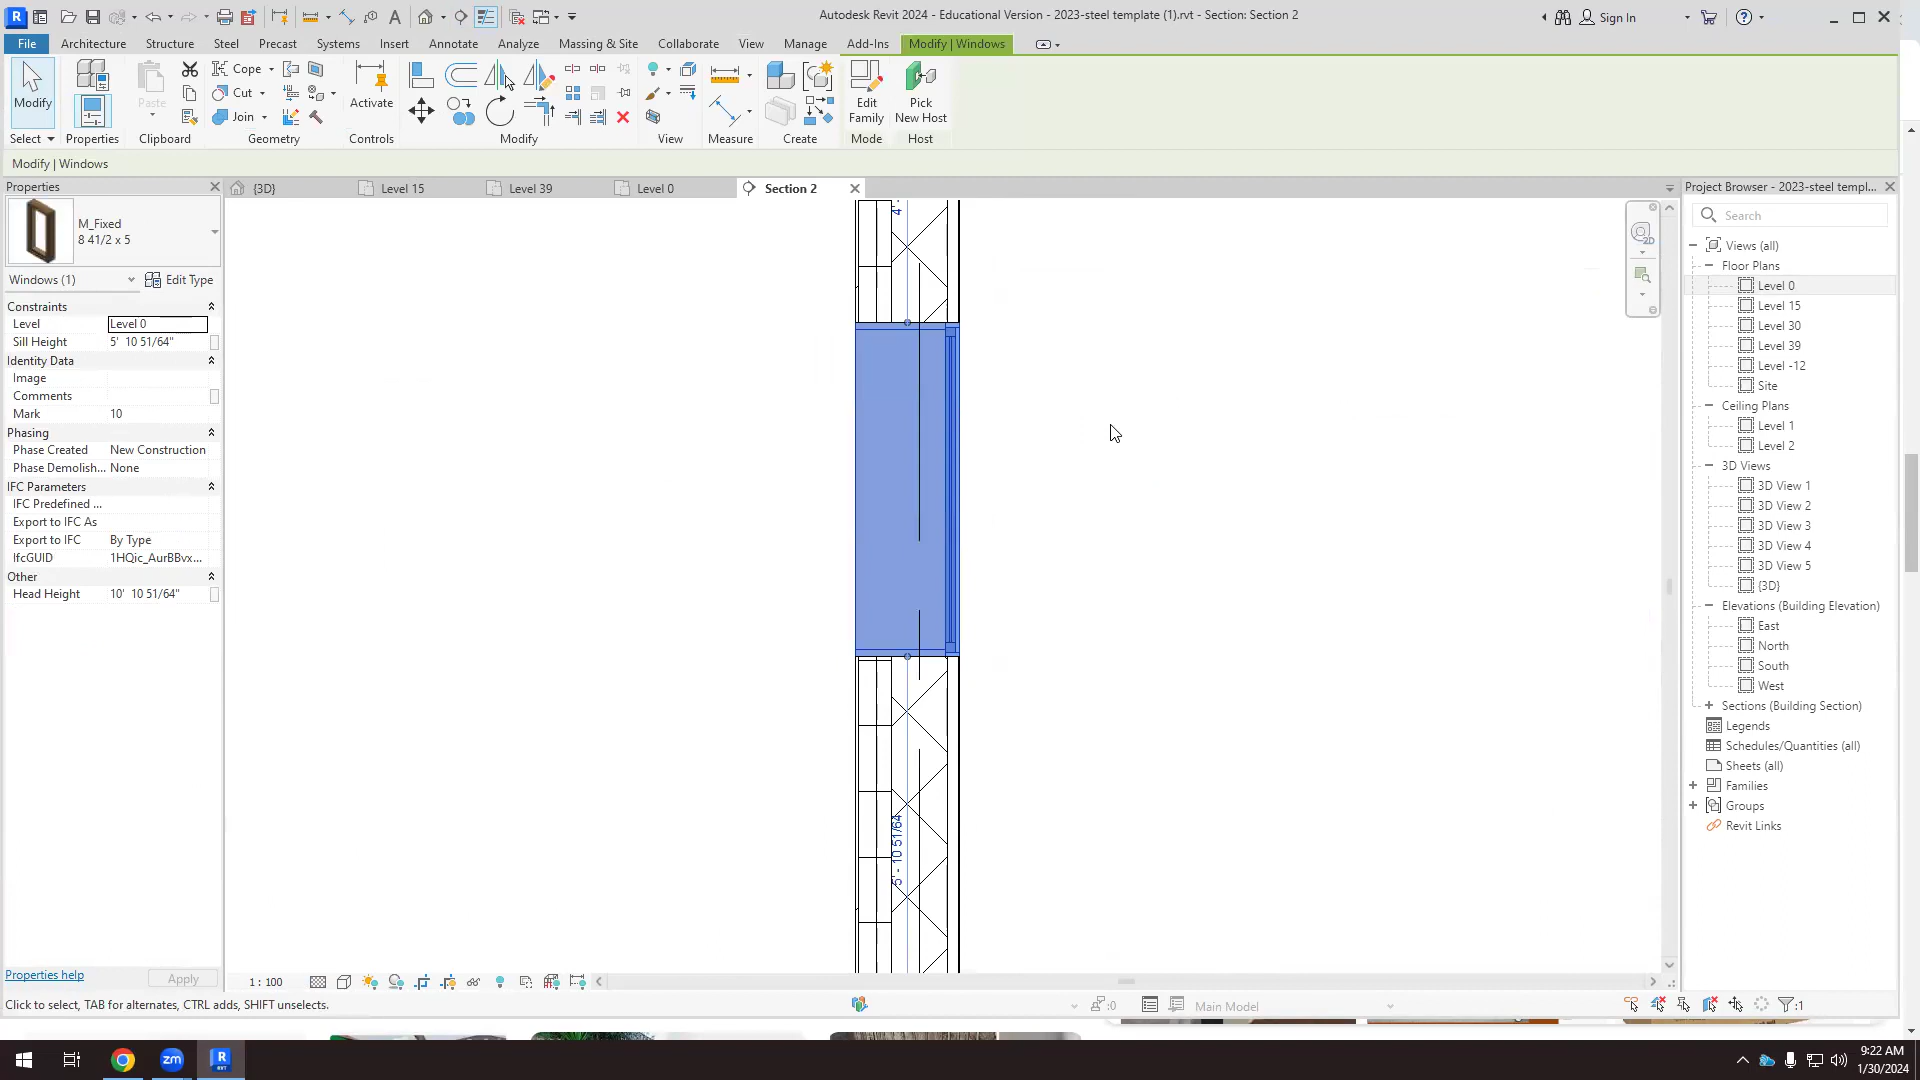 Autodesk Revit 2024 - Educational Version - 2023-steel template (1).rvt - Section: Section 2
Sign In
File
Architecture
Structure
Steel
Precast
Systems
Insert
Annotate
Analyze
Massing & Site
Collaborate
View
Manage
Add-Ins
Modify | Windows
Modify
Paste
Cope
Cut
Join
Activate
Edit
Family
Pick
New Host
Select
Properties
Clipboard
Geometry
Controls
Modify
View
Measure
Create
Mode
Host
Modify | Windows
Properties
{3D}
Level 15
Level 39
Level 0
Section 2
Project Browser - 2023-steel templ...
M_Fixed
8 41/2 x 5
Windows (1)
Edit Type
Constraints
Level
Level 0
Sill Height
5' 10 51/64"
Identity Data
Image
Comments
Mark
10
Phasing
Phase Created
New Construction
Phase Demolish...
None
IFC Parameters
IFC Predefined ...
Export to IFC As
Export to IFC
By Type
IfcGUID
1HQic_AurBBvx...
Other
Head Height
10' 10 51/64"
Properties help
Apply
4' -
5' - 10 51/64
2D
Search
Views (all)
Floor Plans
Level 0
Level 15
Level 30
Level 39
Level -12
Site
Ceiling Plans
Level 1
Level 2
3D Views
3D View 1
3D View 2
3D View 3
3D View 4
3D View 5
{3D}
Elevations (Building Elevation)
East
North
South
West
Sections (Building Section)
Legends
Schedules/Quantities (all)
Sheets (all)
Families
Groups
Revit Links
1 : 100
Click to select, TAB for alternates, CTRL adds, SHIFT unselects.
:0
Main Model
:1
zm
R
RVT
9:22 AM
1/30/2024